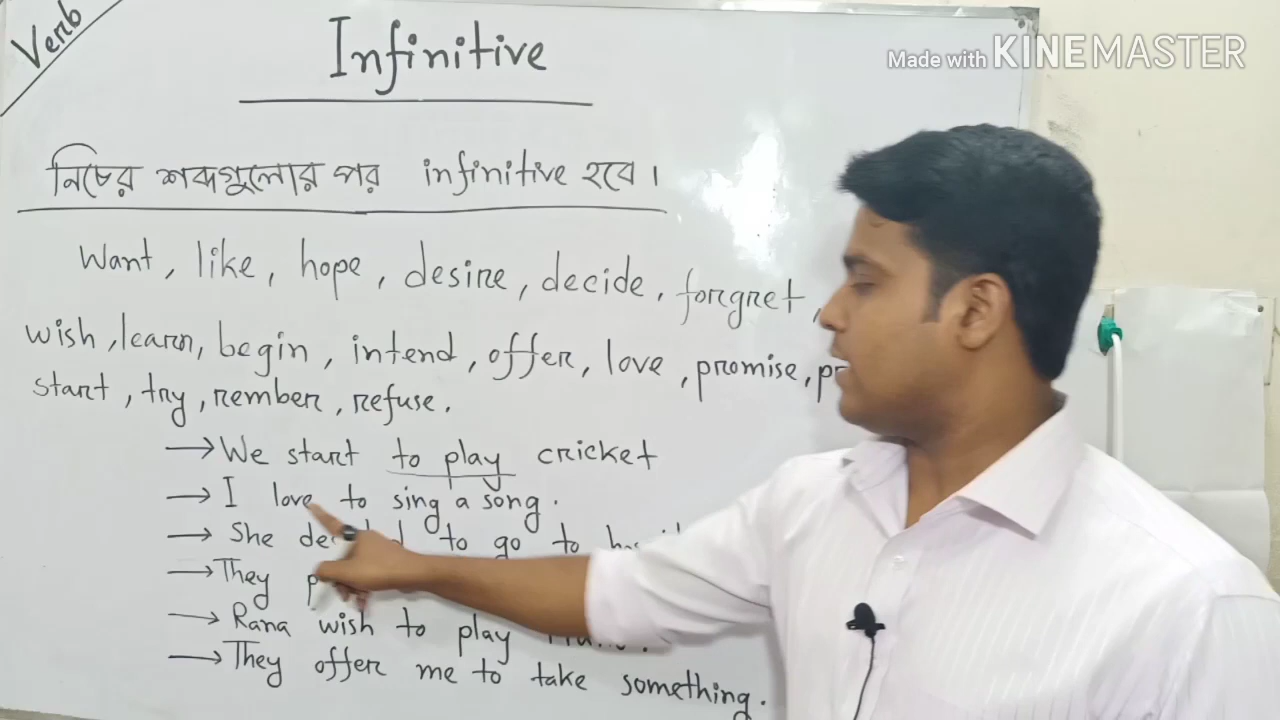 Verb
Infinitive
Made with KINEMASTER
নিচের শব্দগুলোর পর infinitive হবে।
Want, like, hope, desire, decide, forgret,
wish, learn, begin, intend, offer, love, promise,
start, try, rember, refuse.
→ We start to play cricket
→ I love to sing a song.
→ She to go to
→ They
→ Rana wish to play
→ They offer me to take something.